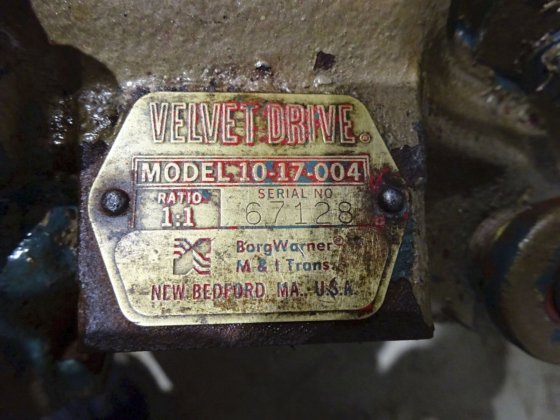 VELVET DRIVE®
MODEL 10-17-004
RATIO
1:1
SERIAL NO
67128
BorgWarner®
M & I Trans.
NEW BEDFORD, MA., U.S.A.